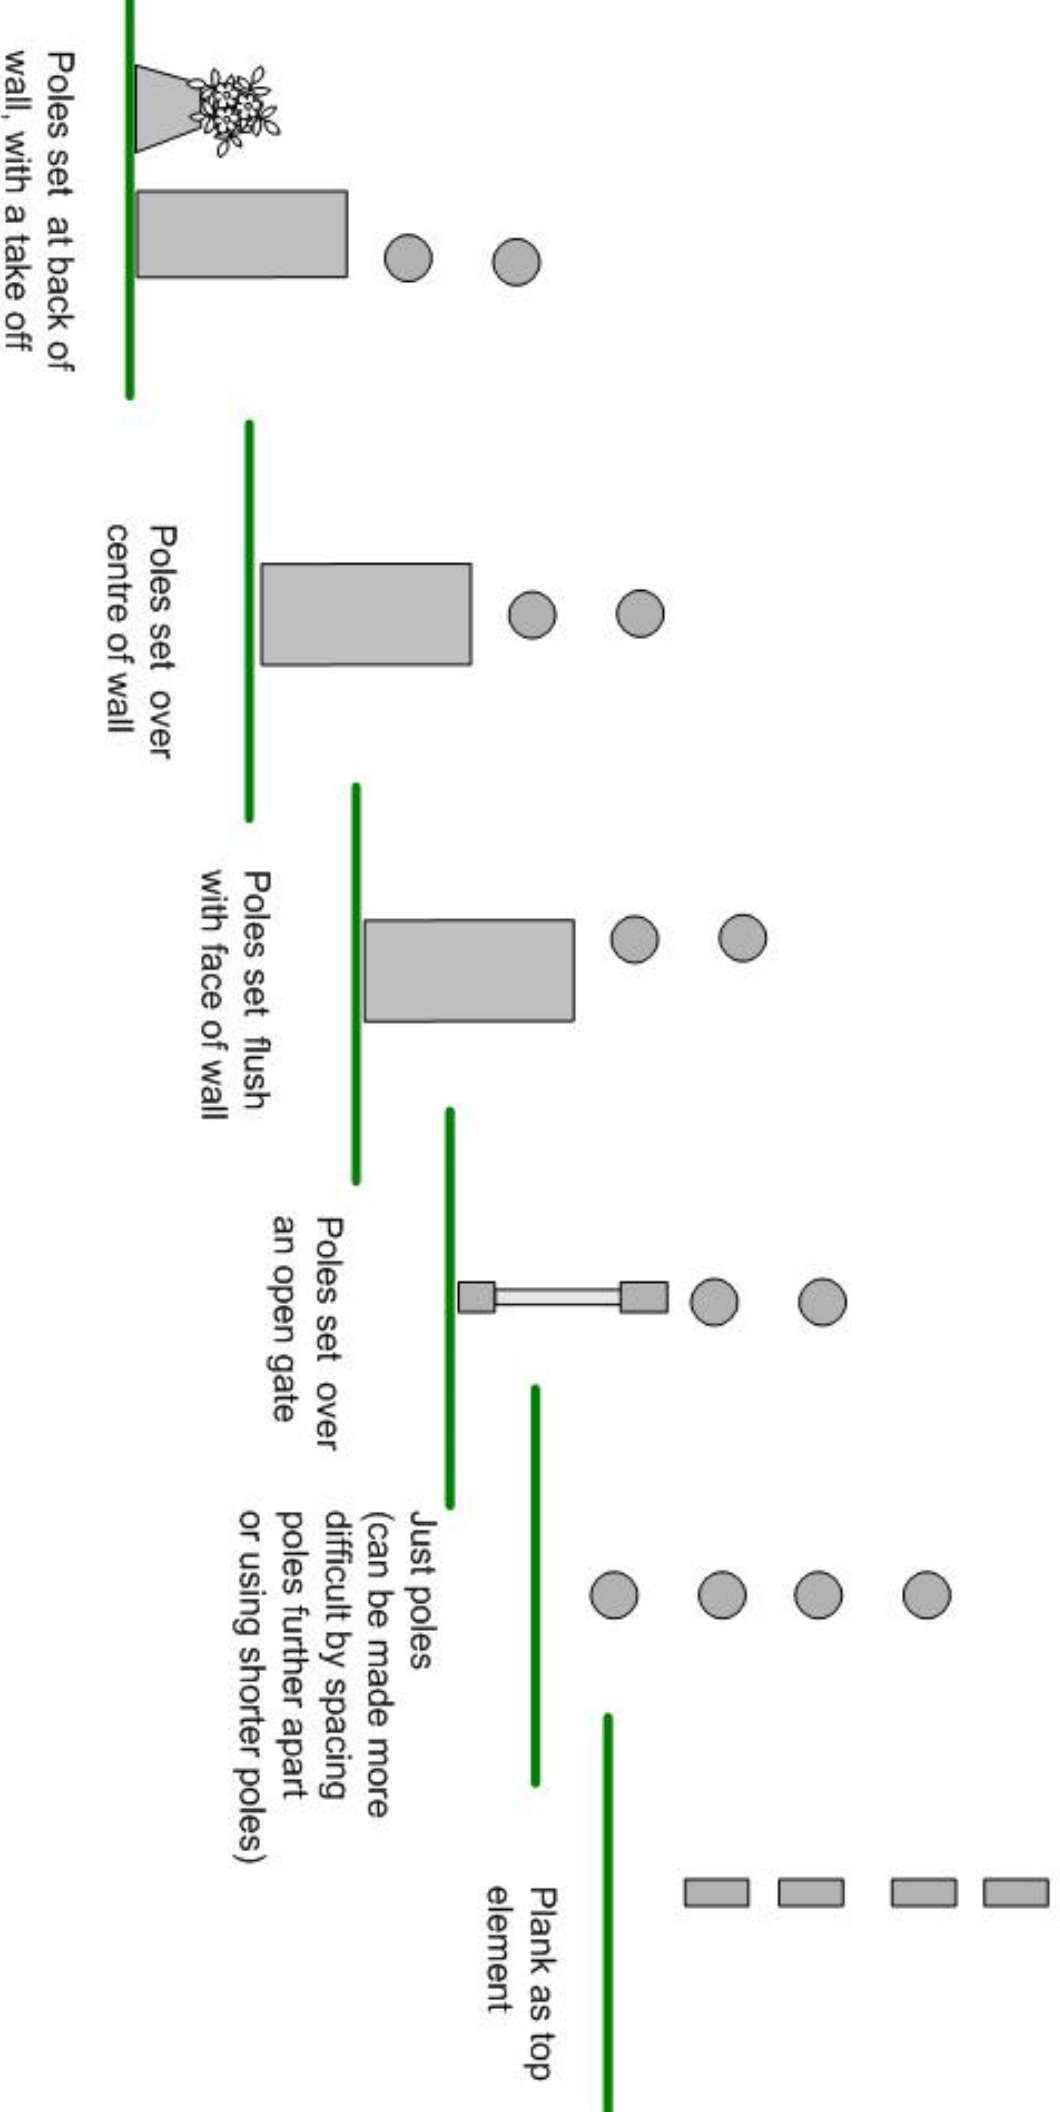 Poles set at back of
wall, with a take off
Poles set over
centre of wall
Poles set flush
with face of wall
Poles set over
an open gate
Just poles
(can be made more
difficult by spacing
poles further apart
or using shorter poles)
Plank as top
element